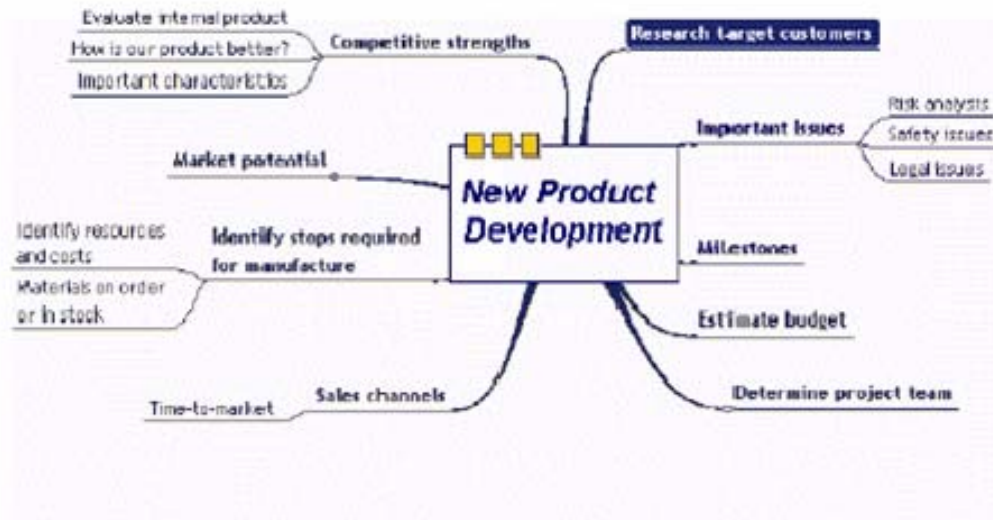 Evaluate internal product
How is our product better?
Important characteristics
Competitive strengths
Research target customers
Important Issues
Risk analysis
Safety issues
Legal Issues
Market potential
New Product
Development
Identify resources
and costs
Materials on order
or in stock
Identify steps required
for manufacture
Milestones
Estimate budget
Determine project team
Sales channels
Time-to-market